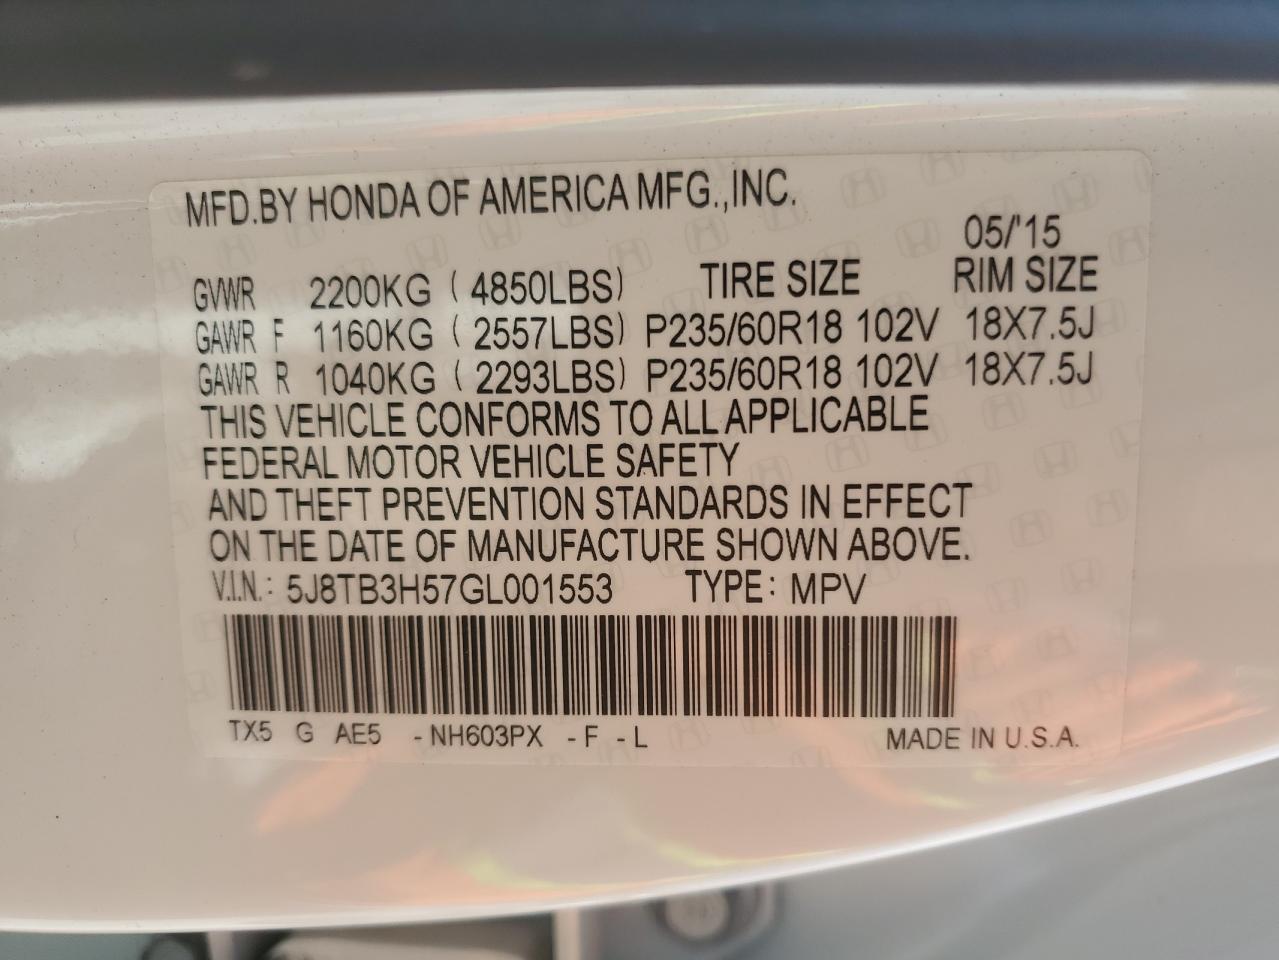 MFD.BY HONDA OF AMERICA MFG.,INC.
05/'15
GVWR 2200KG ( 4850LBS) TIRE SIZE RIM SIZE
GAWR F 1160KG ( 2557LBS) P235/60R18 102V 18X7.5J
GAWR R 1040KG ( 2293LBS) P235/60R18 102V 18X7.5J
THIS VEHICLE CONFORMS TO ALL APPLICABLE
FEDERAL MOTOR VEHICLE SAFETY
AND THEFT PREVENTION STANDARDS IN EFFECT
ON THE DATE OF MANUFACTURE SHOWN ABOVE.
V.I.N.: 5J8TB3H57GL001553 TYPE: MPV
TX5 G AE5 -NH603PX -F -L MADE IN U.S.A.